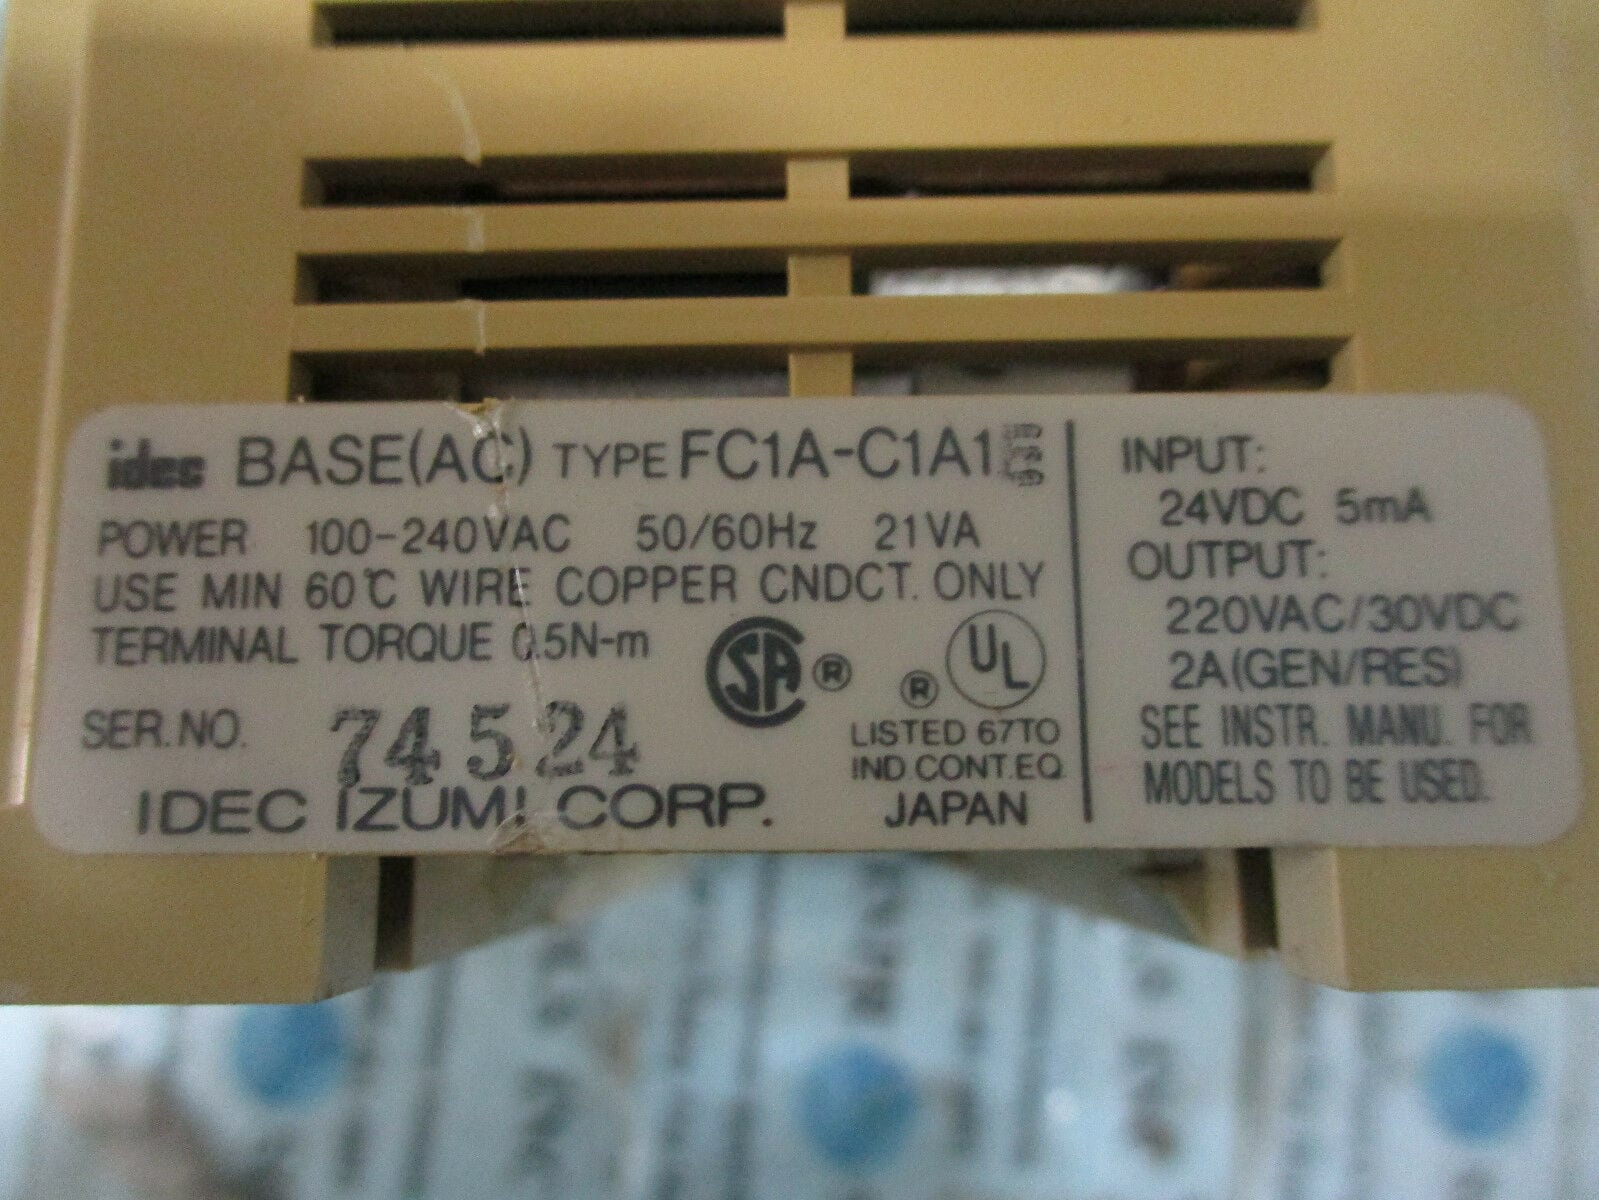 idec BASE(AC) TYPE FC1A-C1A1
POWER 100-240VAC 50/60Hz 21VA
USE MIN 60℃ WIRE COPPER CNDCT. ONLY
TERMINAL TORQUE 0.5N-m
SA ® ® UL
SER. NO. 74524
LISTED 67TO
IND.CONT.EQ.
IDEC IZUMI CORP. JAPAN
INPUT:
24VDC 5mA
OUTPUT:
220VAC/30VDC
2A(GEN/RES)
SEE INSTR. MANU. FOR
MODELS TO BE USED.